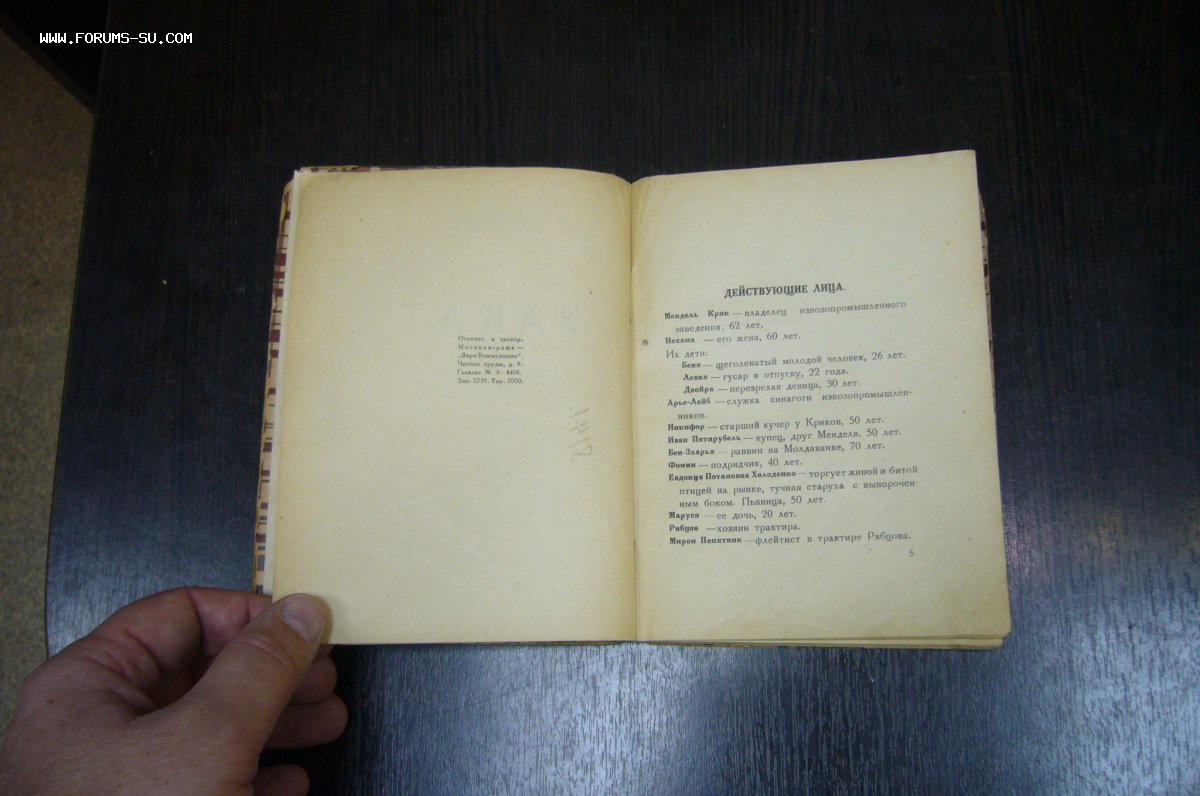 WWW.FORUMS-SU.COM
Отпечат. в типогр.
Мосполиграфа —
„Варз Коммуназм".
Чистые пруды, д. 8.
Главлит № А- 4408.
Зак. 3739. Тир. 5000.
ДЕЙСТВУЮЩИЕ ЛИЦА.
Мендель Крик — владелец извозопромышленного
заведения, 62 лет.
Нехама — его жена, 60 лет.
Их дети:
Беня — щеголеватый молодой человек, 26 лет.
Левка — гусар в отпуску, 22 года.
Двойра — перезрелая девица, 30 лет.
Арье-Лейб — служка синагоги извозопромышлен-
ников.
Никифор — старший кучер у Криков, 50 лет.
Иван Пятирубель — купец, друг Менделя, 50 лет.
Бен-Зхарья — раввин на Молдаванке, 70 лет.
Фомин — подрядчик, 40 лет.
Евдокия Потаповна Холоденко — торгует живой и битой
птицей на рынке, тучная старуха с вывороче­н
ным боком. Пьяница, 50 лет.
Маруся — ее дочь, 20 лет.
Рябцов — хозяин трактира.
Мирон Попятник — флейтист в трактире Рябцова.
5